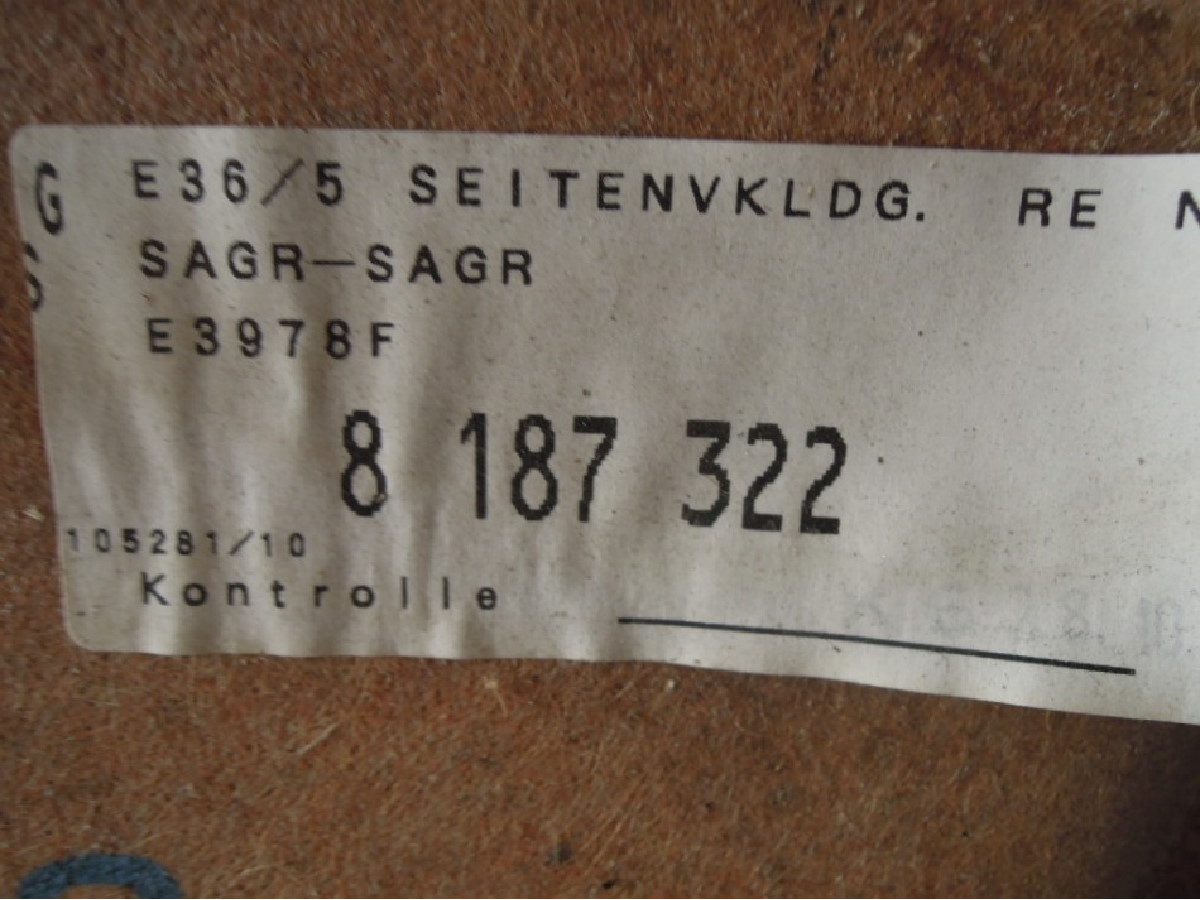 G E36/5 SEITENVKLDG. RE N
SAGR-SAGR
E3978F
8 187 322
105281/10
Kontrolle